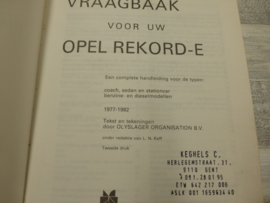 VRAAGBAAK
VOOR UW
OPEL REKORD-E
Een complete handleiding voor de typen:
coach, sedan en stationcar
benzine- en dieselmodellen
1977-1982
Tekst en tekeningen
door OLYSLAGER ORGANISATION B.V.
onder redaktie van
Tweede druk
KEGHELS C.
9110 GENT